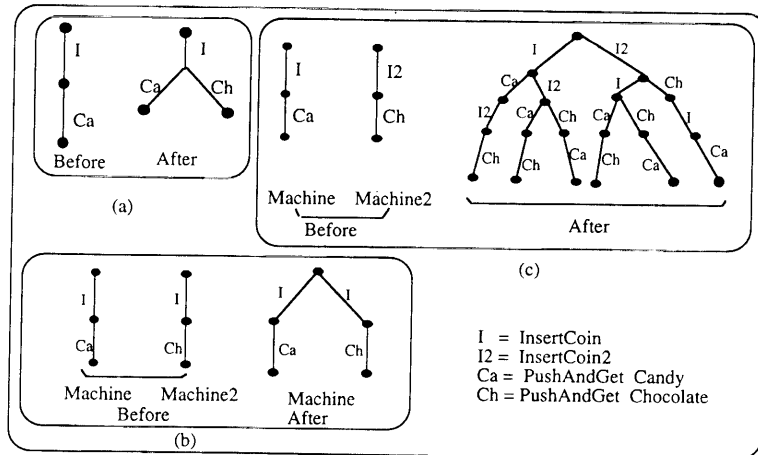 I
Ca
Before
I
Ca
Ch
After
(a)
I
Ca
Machine
I2
Ch
Machine2
Before
I
I2
Ca
I2
I
Ch
I2
Ca
Ch
Ca
Ch
I
Ch
Ch
Ca
Ch
Ca
Ca
After
(c)
I
Ca
Machine
I
Ch
Machine2
Before
I
I
Ca
Ch
Machine
After
(b)
I = InsertCoin
I2 = InsertCoin2
Ca = PushAndGet Candy
Ch = PushAndGet Chocolate